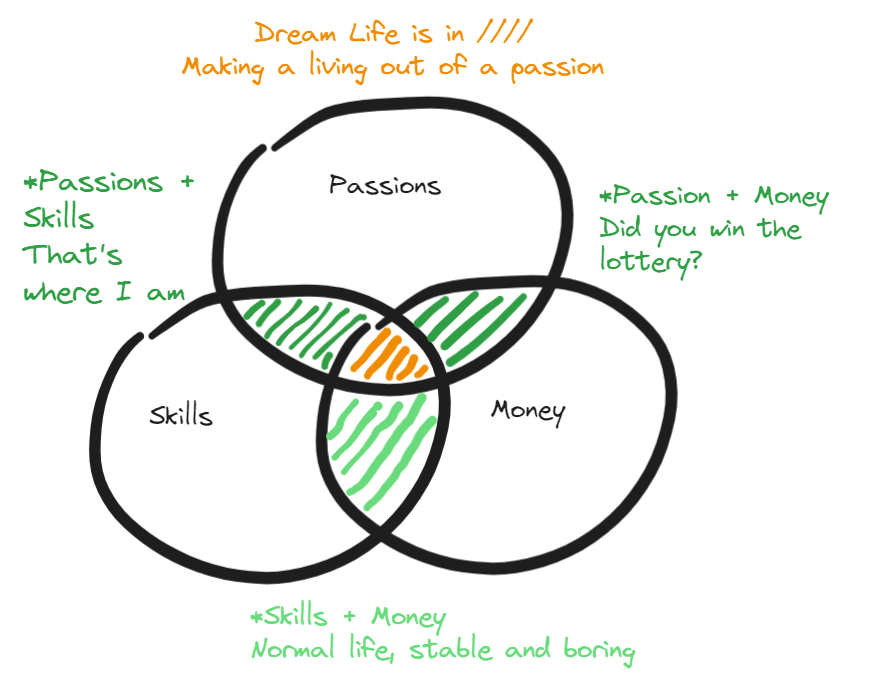 Dream Life is in ////
Making a living out of a passion
Passions
*Passions +
Skills
That's
where I am
*Passion + Money
Did you win the
lottery?
Skills
Money
*Skills + Money
Normal life, stable and boring